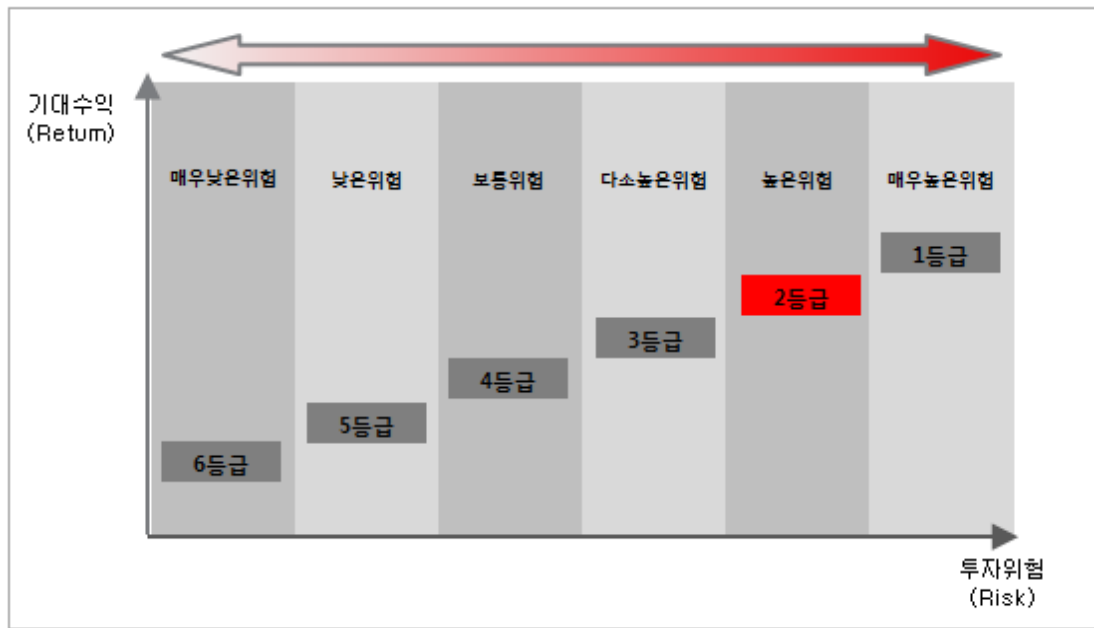 기대수익
(Retum)
매우낮은위험
낮은위험
보통위험
다소높은위험
높은위험
매우높은위험
1등급
2등급
3등급
4등급
5등급
6등급
투자위험
(Risk)